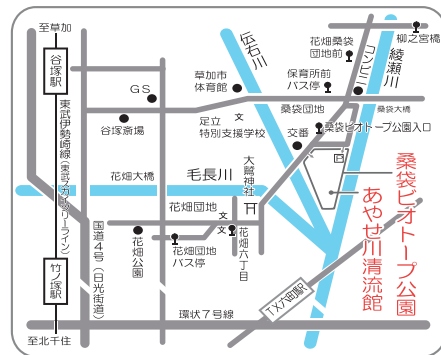 至草加
谷塚駅
東武伊勢崎線
(東武スカイツリーライン)
竹ノ塚駅
至北千住
国道4号(日光街道)
GS
谷塚斎場
草加市
体育館
伝右川
花畑桑袋
団地前
柳之宮橋
コンビニ
綾瀬川
保育所前
バス停
桑袋団地
桑袋大橋
足立
特別支援学校
文
交番
桑袋ビオトープ公園入口
P
花畑大橋
毛長川
大鷲神社
花畑団地
文
文
花畑公園
花畑団地
バス停
花畑六丁目
桑袋ビオトープ公園
あやせ川清流館
TX六町駅
環状7号線